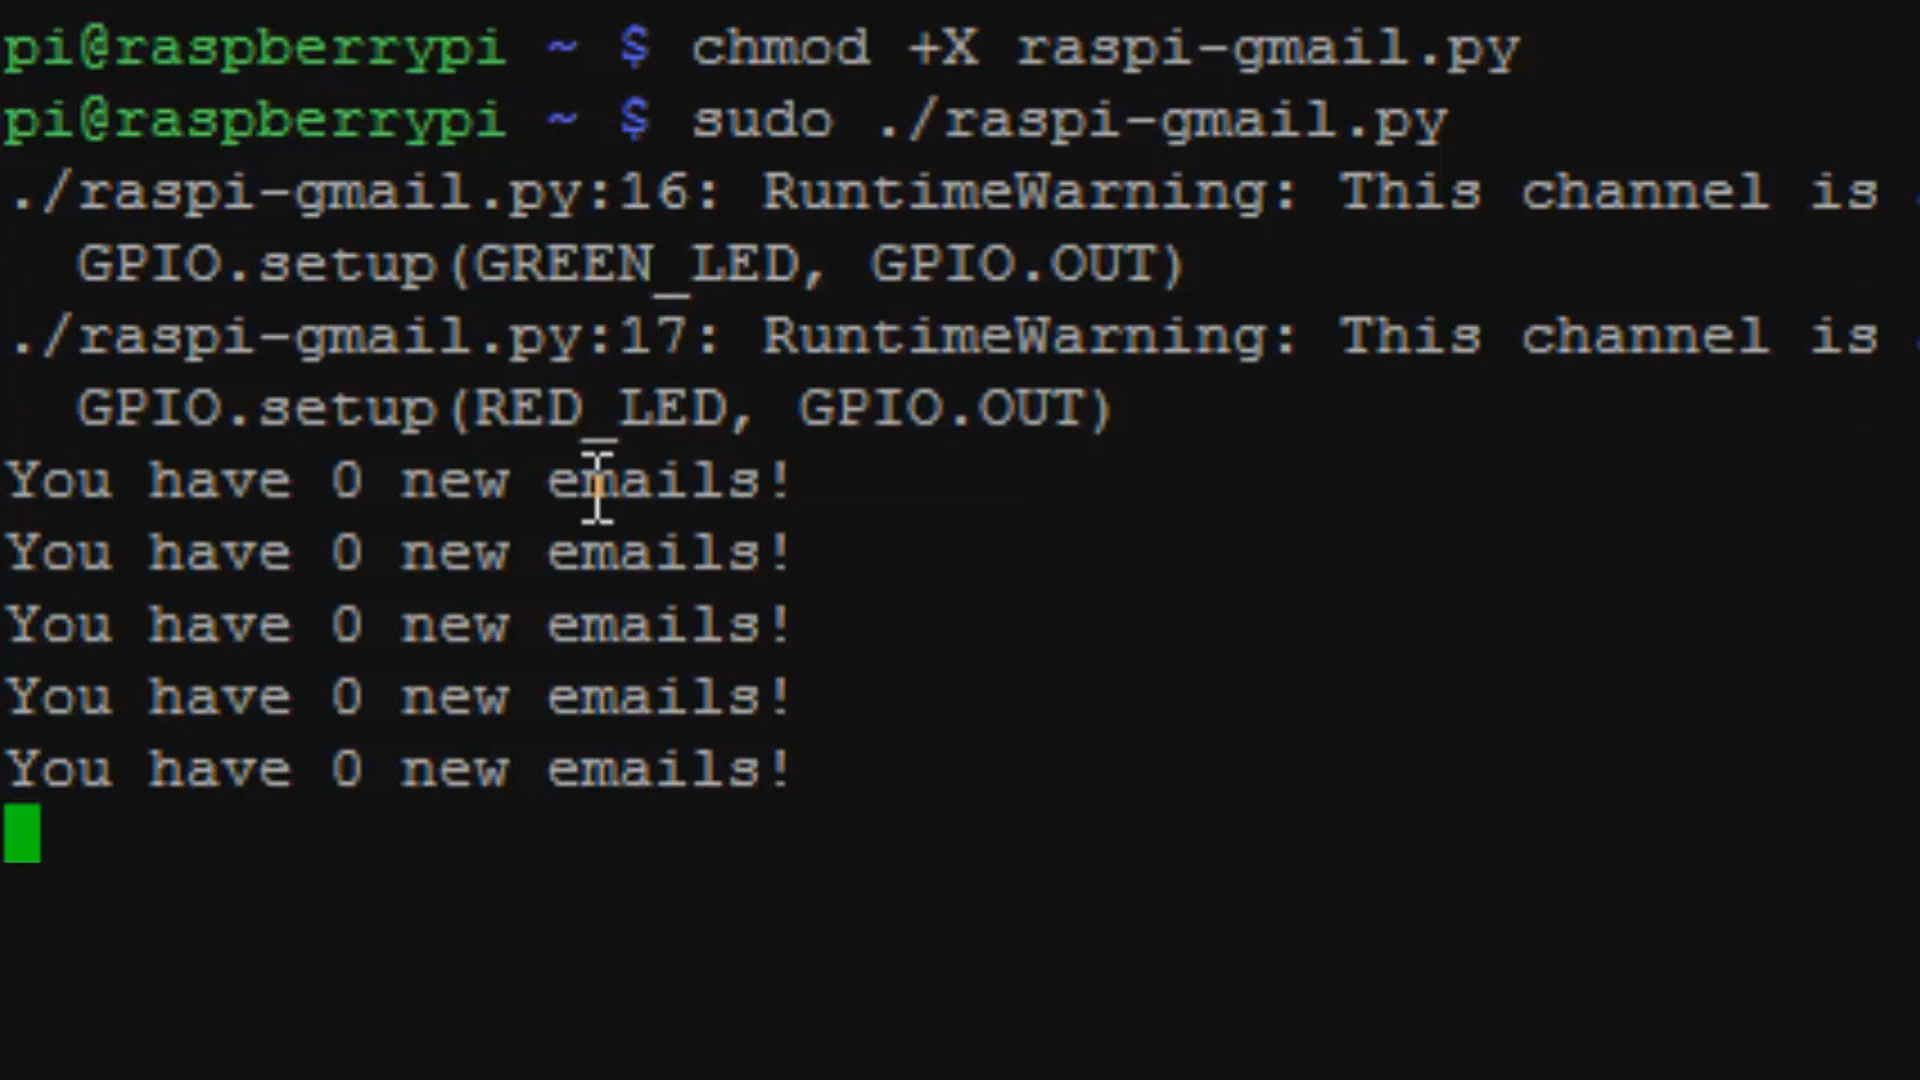 pi@raspberrypi ~ $ chmod +X raspi-gmail.py
pi@raspberrypi ~ $ sudo ./raspi-gmail.py
./raspi-gmail.py:16: RuntimeWarning: This channel is
  GPIO.setup(GREEN_LED, GPIO.OUT)
./raspi-gmail.py:17: RuntimeWarning: This channel is
  GPIO.setup(RED_LED, GPIO.OUT)
You have 0 new emails!
You have 0 new emails!
You have 0 new emails!
You have 0 new emails!
You have 0 new emails!